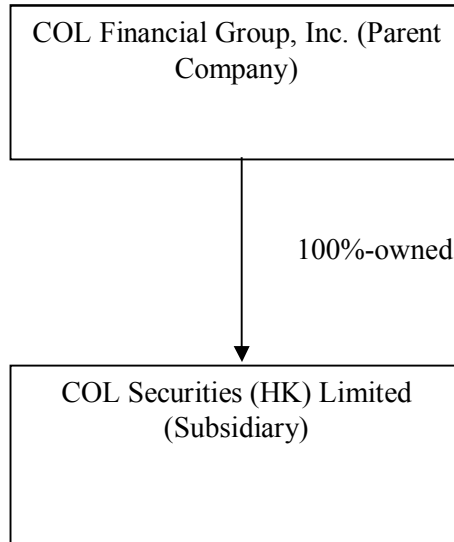 COL Financial Group, Inc. (Parent
Company)
100%-owned
COL Securities (HK) Limited
(Subsidiary)